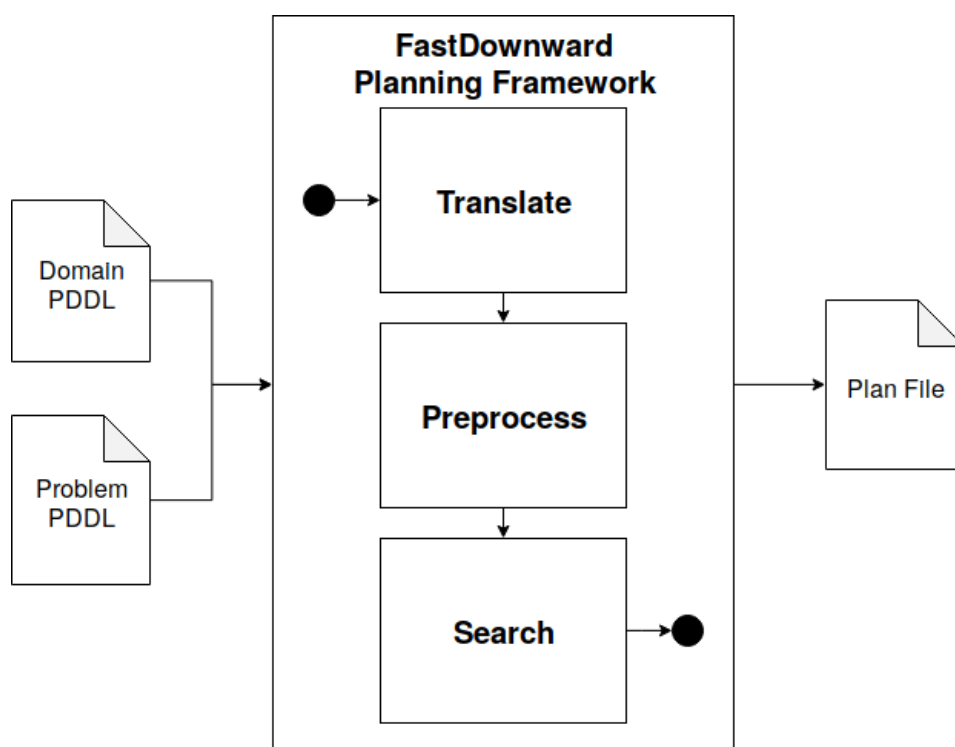 FastDownward
Planning Framework
Translate
Domain
PDDL
Preprocess
Plan File
Problem
PDDL
Search